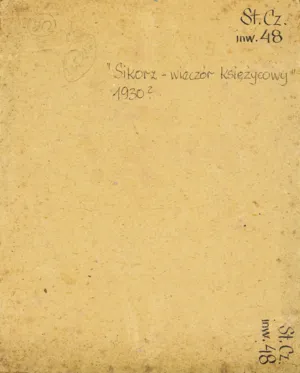 St. Cz.
inw. 48
"Sikorz - wieczór księżycowy"
1930?
St. Cz.
inw. 48